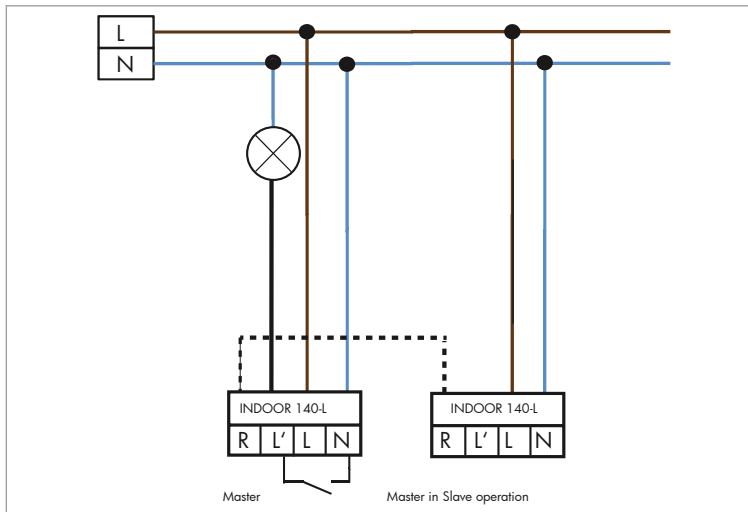 L
N
INDOOR 140-L
R L‘ L N
INDOOR 140-L
R L‘ L N
Master
Master in Slave operation